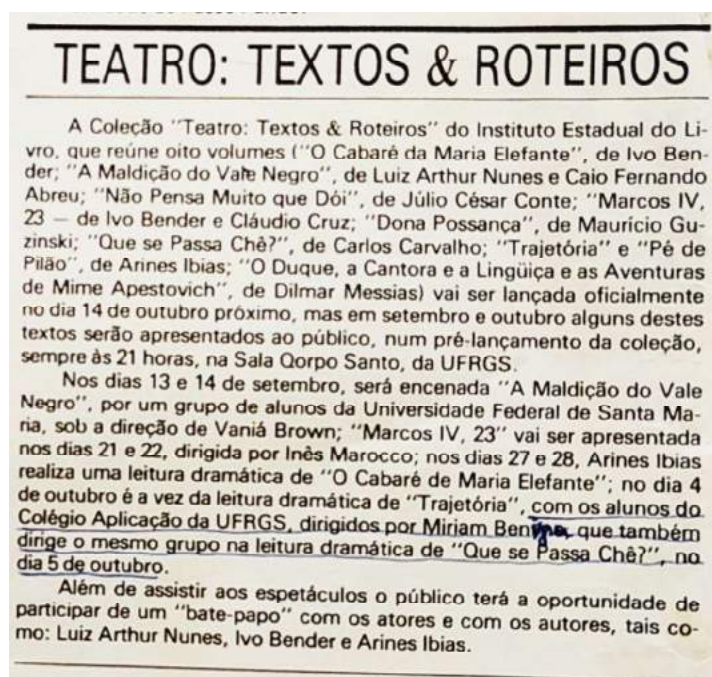 TEATRO: TEXTOS & ROTEIROS
A Coleção "Teatro: Textos & Roteiros" do Instituto Estadual do Li-
vro, que reúne oito volumes ("O Cabaré da Maria Elefante", de Ivo Ben-
der; "A Maldição do Vale Negro", de Luiz Arthur Nunes e Caio Fernando
Abreu; "Não Pensa Muito que Dói", de Júlio César Conte; "Marcos IV,
23 — de Ivo Bender e Cláudio Cruz; "Dona Possança", de Maurício Gu-
zinski; "Que se Passa Chê?", de Carlos Carvalho; "Trajetória" e "Pé de
Pilão", de Arines Ibias; "O Duque, a Cantora e a Lingüiça e as Aventuras
de Mime Apestovich", de Dilmar Messias) vai ser lançada oficialmente
no dia 14 de outubro próximo, mas em setembro e outubro alguns destes
textos serão apresentados ao público, num pré-lançamento da coleção,
sempre às 21 horas, na Sala Qorpo Santo, da UFRGS.
Nos dias 13 e 14 de setembro, será encenada "A Maldição do Vale
Negro", por um grupo de alunos da Universidade Federal de Santa Ma-
ria, sob a direção de Vaniá Brown; "Marcos IV, 23" vai ser apresentada
nos dias 21 e 22, dirigida por Inês Marocco; nos dias 27 e 28, Arines Ibias
realiza uma leitura dramática de "O Cabaré de Maria Elefante"; no dia 4
de outubro é a vez da leitura dramática de "Trajetória", com os alunos do
Colégio Aplicação da UFRGS, dirigidos por Miriam que também
dirige o mesmo grupo na leitura dramática de "Que se Passa Chê?", no
dia 5 de outubro.
Além de assistir aos espetáculos o público terá a oportunidade de
participar de um "bate-papo" com os atores e com os autores, tais co-
mo: Luiz Arthur Nunes, Ivo Bender e Arines Ibias.